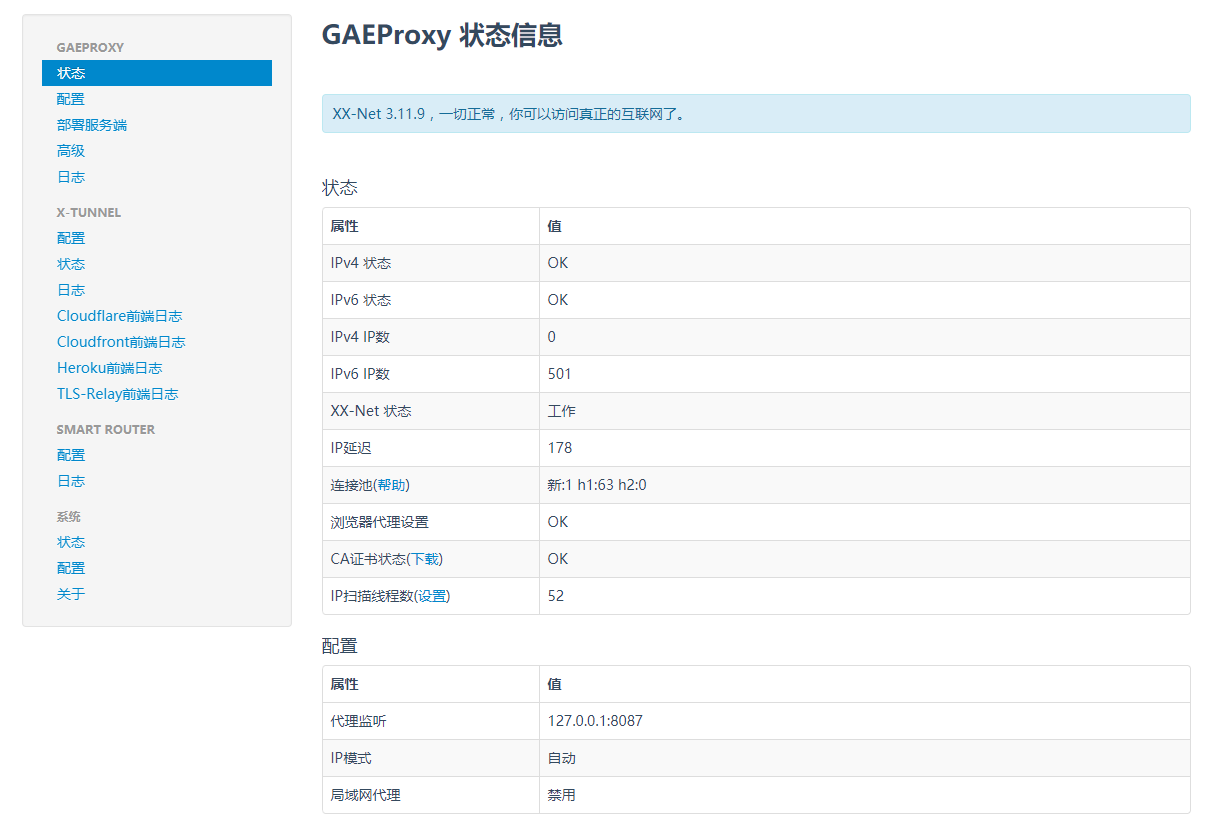 GAEPROXY
状态
配置
部署服务端
高级
日志
X-TUNNEL
配置
状态
日志
Cloudflare前端日志
Cloudfront前端日志
Heroku前端日志
TLS-Relay前端日志
SMART ROUTER
配置
日志
系统
状态
配置
关于
GAEProxy 状态信息
XX-Net 3.11.9，一切正常，你可以访问真正的互联网了。
状态
属性 值
IPv4 状态 OK
IPv6 状态 OK
IPv4 IP数 0
IPv6 IP数 501
XX-Net 状态 工作
IP延迟 178
连接池(帮助) 新:1 h1:63 h2:0
浏览器代理设置 OK
CA证书状态(下载) OK
IP扫描线程数(设置) 52
配置
属性 值
代理监听 127.0.0.1:8087
IP模式 自动
局域网代理 禁用